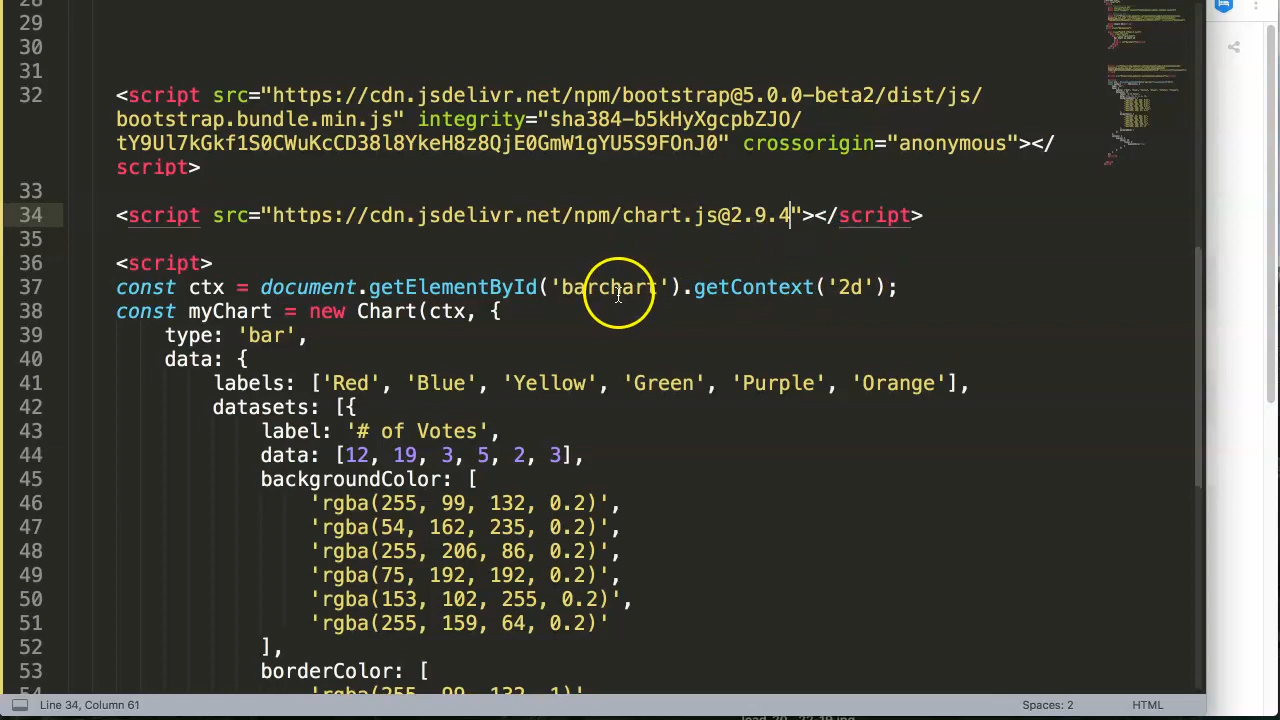 28
29
30
31
32 <script src="https://cdn.jsdelivr.net/npm/bootstrap@5.0.0-beta2/dist/js/
bootstrap.bundle.min.js" integrity="sha384-b5kHyXgcpbZJO/
tY9Ul7kGkf1S0CWuKcCD38l8YkeH8z8QjE0GmW1gYU5S9FOnJ0" crossorigin="anonymous"></
script>
33
34 <script src="https://cdn.jsdelivr.net/npm/chart.js@2.9.4"></script>
35
36 <script>
37 const ctx = document.getElementById('barchart').getContext('2d');
38 const myChart = new Chart(ctx, {
39 type: 'bar',
40 data: {
41 labels: ['Red', 'Blue', 'Yellow', 'Green', 'Purple', 'Orange'],
42 datasets: [{
43 label: '# of Votes',
44 data: [12, 19, 3, 5, 2, 3],
45 backgroundColor: [
46 'rgba(255, 99, 132, 0.2)',
47 'rgba(54, 162, 235, 0.2)',
48 'rgba(255, 206, 86, 0.2)',
49 'rgba(75, 192, 192, 0.2)',
50 'rgba(153, 102, 255, 0.2)',
51 'rgba(255, 159, 64, 0.2)'
52 ],
53 borderColor: [
54 'rgba(255, 99, 132, 1)'
Line 34, Column 61
Spaces: 2
HTML